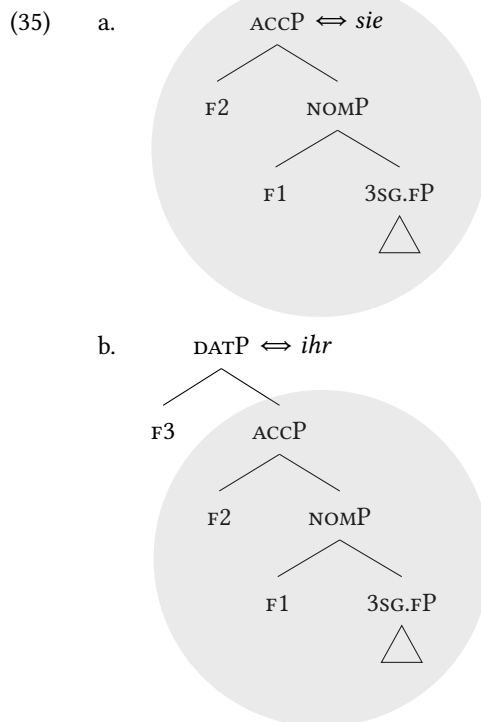 (35) a. ACCP ⇔ sie
F2 NOMP
F1 3SG.FP
b. DATP ⇔ ihr
F3 ACCP
F2 NOMP
F1 3SG.FP